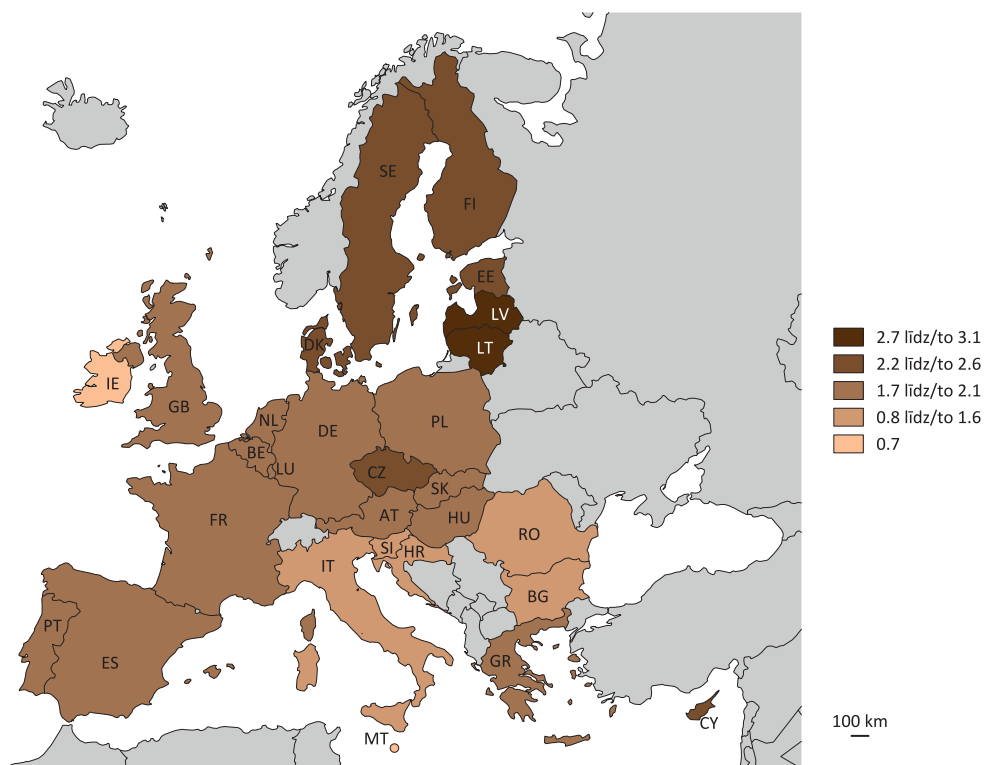 SE
FI
EE
LV
LT
DK
IE
GB
NL
BE
LU
DE
PL
CZ
SK
AT
HU
FR
SI
HR
RO
IT
BG
PT
ES
GR
MT
CY
2.7 līdz/to 3.1
2.2 līdz/to 2.6
1.7 līdz/to 2.1
0.8 līdz/to 1.6
0.7
100 km